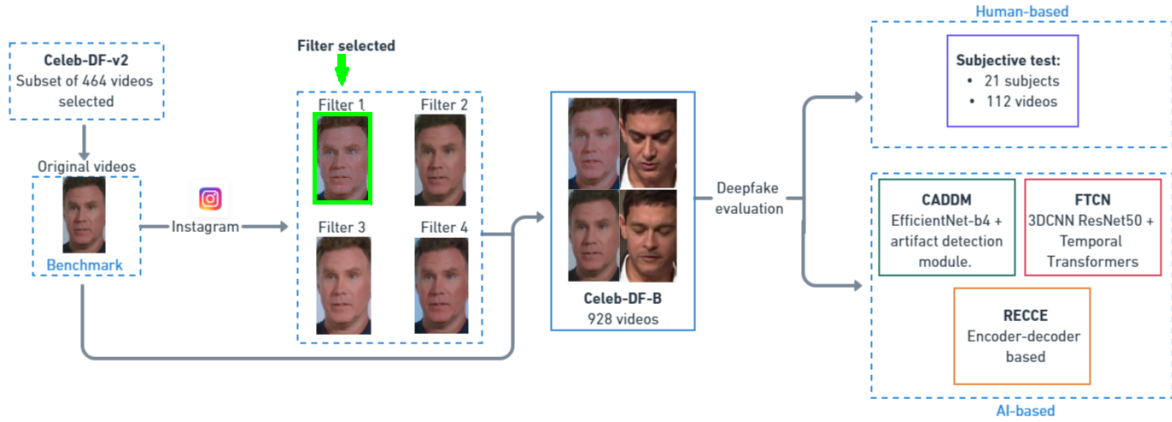 Celeb-DF-v2
Subset of 464 videos
selected
Original videos
Benchmark
Instagram
Filter selected
Filter 1
Filter 2
Filter 3
Filter 4
Celeb-DF-B
928 videos
Deepfake
evaluation
Human-based
Subjective test:
• 21 subjects
• 112 videos
CADDM
EfficientNet-b4 +
artifact detection
module.
FTCN
3DCNN ResNet50 +
Temporal
Transformers
RECCE
Encoder-decoder
based
AI-based